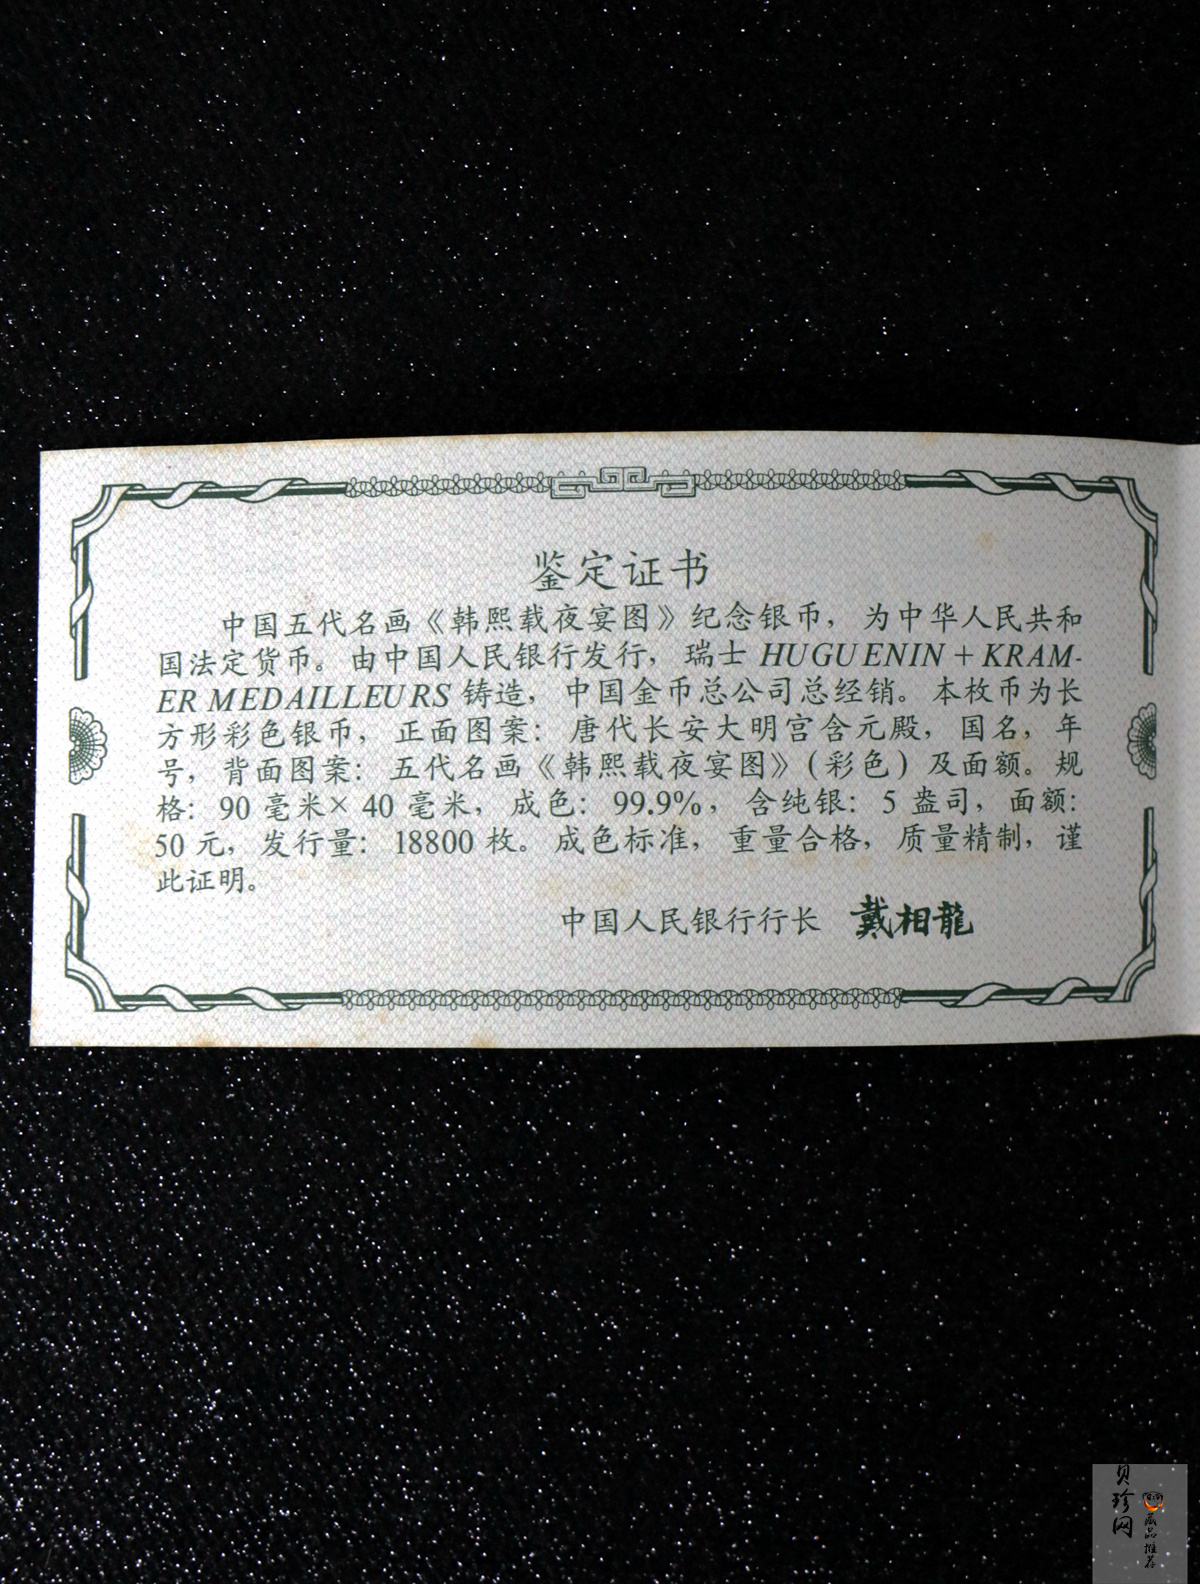 鉴定证书
中国五代名画《韩熙载夜宴图》纪念银币，为中华人民共和
国法定货币。由中国人民银行发行，瑞士 HUGUENIN + KRAM-
ER MEDAILLEURS 铸造，中国金币总公司总经销。本枚币为长
方形彩色银币，正面图案：唐代长安大明宫含元殿，国名，年
号，背面图案：五代名画《韩熙载夜宴图》(彩色) 及面额。规
格：90 毫米× 40 毫米，成色：99.9%，含纯银：5 盎司，面额：
50 元，发行量：18800 枚。成色标准，重量合格，质量精制，谨
此证明。
中国人民银行行长 戴相龍
贝珍网
藏品推荐